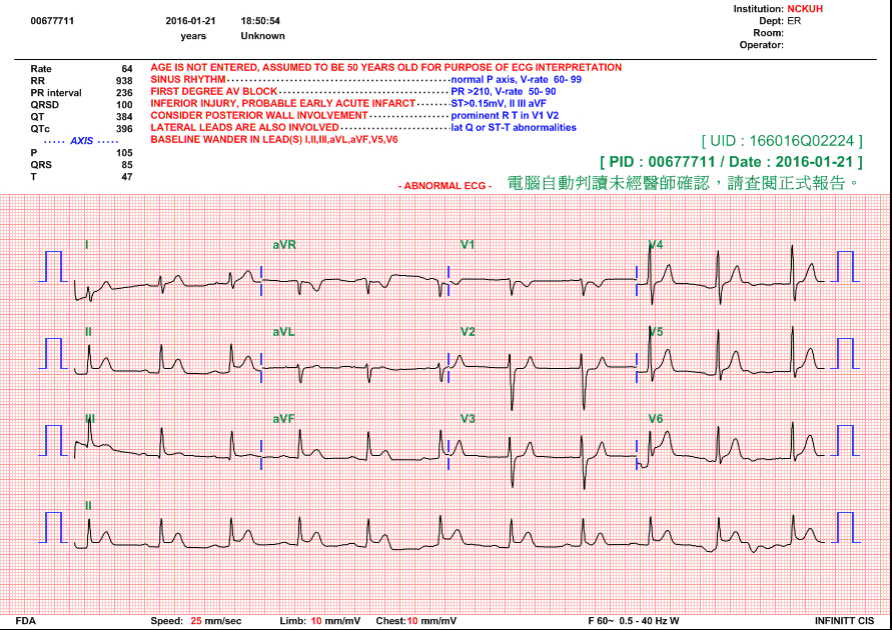 Institution: NCKUH
00677711 2016-01-21 18:50:54 Dept: ER
years Unknown Room:
Operator:
Rate 64 AGE IS NOT ENTERED, ASSUMED TO BE 50 YEARS OLD FOR PURPOSE OF ECG INTERPRETATION
RR 938 SINUS RHYTHM - - - - normal P axis, V-rate 60- 99
PR interval 236 FIRST DEGREE AV BLOCK - - - - PR >210, V-rate 50- 90
QRSD 100 INFERIOR INJURY, PROBABLE EARLY ACUTE INFARCT - - - - ST>0.15mV, II III aVF
QT 384 CONSIDER POSTERIOR WALL INVOLVEMENT - - - - prominent R T in V1 V2
QTc 396 LATERAL LEADS ARE ALSO INVOLVED - - - - lat Q or ST-T abnormalities
····· AXIS ····· BASELINE WANDER IN LEAD(S) I,II,III,aVL,aVF,V5,V6
[ UID : 166016Q02224 ]
P 105
QRS 85 [ PID : 00677711 / Date : 2016-01-21 ]
T 47
- ABNORMAL ECG - 電腦自動判讀未經醫師確認，請查閱正式報告。
I aVR V1 V4
II aVL V2 V5
III aVF V3 V6
II
FDA Speed: 25 mm/sec Limb: 10 mm/mV Chest: 10 mm/mV F 60~ 0.5 - 40 Hz W INFINITT CIS